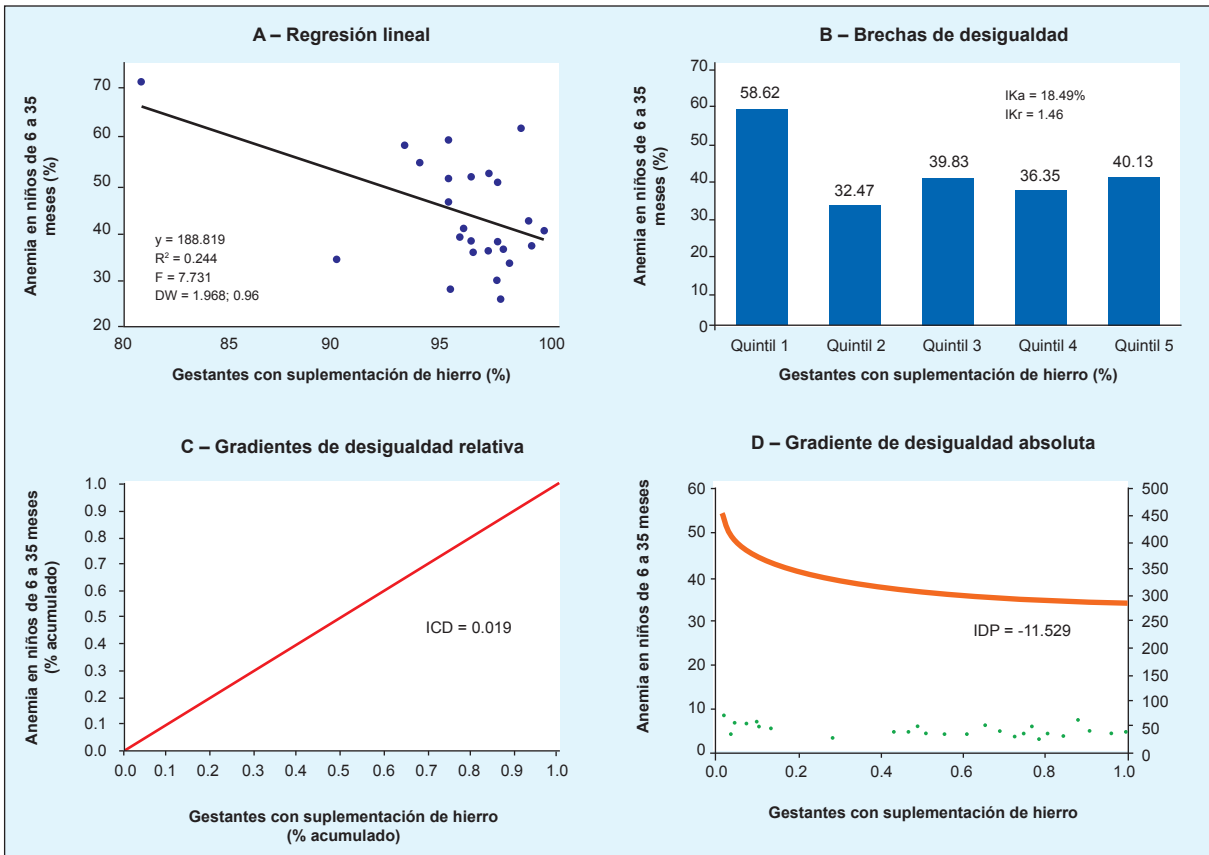 A – Regresión lineal
Anemia en niños de 6 a 35
meses (%)
70
60
50
40
30
20
y = 188.819
R² = 0.244
F = 7.731
DW = 1.968; 0.96
80 85 90 95 100
Gestantes con suplementación de hierro (%)
B – Brechas de desigualdad
Anemia en niños de 6 a 35
meses (%)
70
60
50
40
30
20
10
0
58.62
32.47
39.83
36.35
40.13
IKa = 18.49%
IKr = 1.46
Quintil 1 Quintil 2 Quintil 3 Quintil 4 Quintil 5
Gestantes con suplementación de hierro (%)
C – Gradientes de desigualdad relativa
Anemia en niños de 6 a 35 meses
(% acumulado)
1.0
0.9
0.8
0.7
0.6
0.5
0.4
0.3
0.2
0.1
0.0
ICD = 0.019
0.0 0.1 0.2 0.3 0.4 0.5 0.6 0.7 0.8 0.9 1.0
Gestantes con suplementación de hierro
(% acumulado)
D – Gradiente de desigualdad absoluta
Anemia en niños de 6 a 35 meses
60
50
40
30
20
10
0
IDP = -11.529
500
450
400
350
300
250
200
150
100
50
0
0.0 0.2 0.4 0.6 0.8 1.0
Gestantes con suplementación de hierro